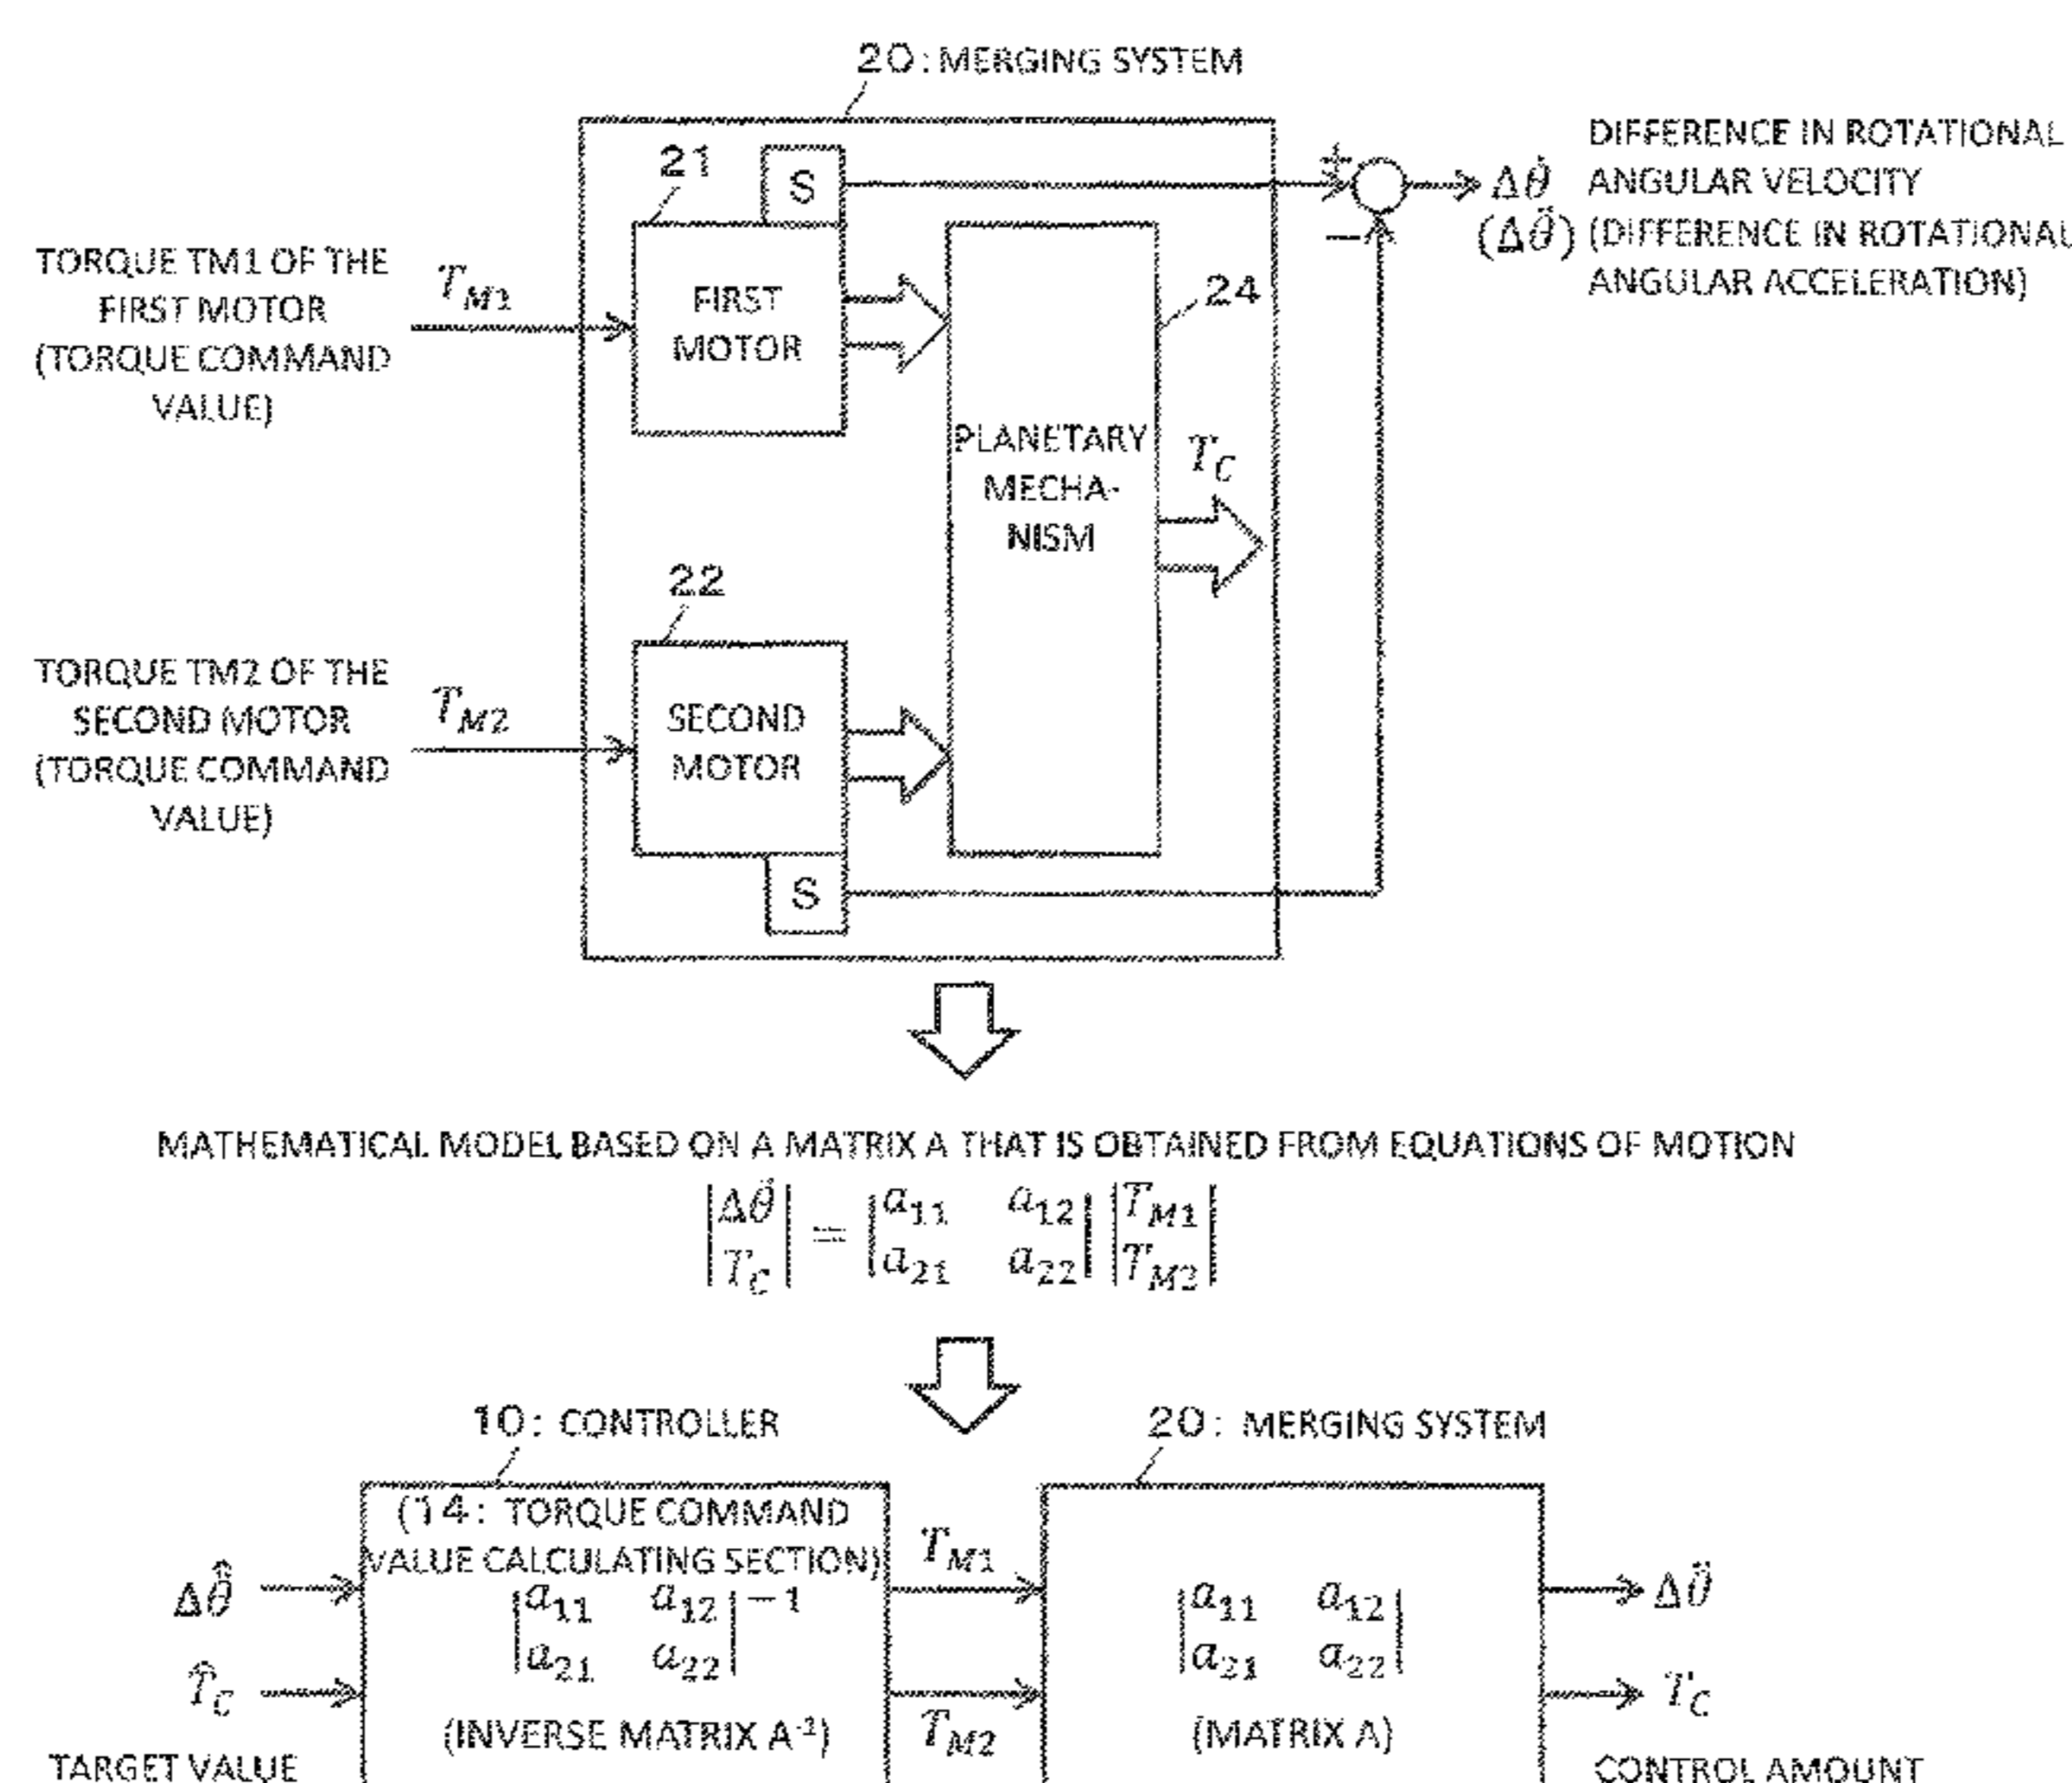 20: MERGING SYSTEM
DIFFERENCE IN ROTATIONAL
ANGULAR VELOCITY
(DIFFERENCE IN ROTATIONAL
ANGULAR ACCELERATION)
Δθ̇
(Δθ̈)
+
−
21
S
TORQUE TM1 OF THE
FIRST MOTOR
(TORQUE COMMAND
VALUE)
T_M1
FIRST
MOTOR
24
PLANETARY
MECHA-
NISM
T_C
22
TORQUE TM2 OF THE
SECOND MOTOR
(TORQUE COMMAND
VALUE)
T_M2
SECOND
MOTOR
S
MATHEMATICAL MODEL BASED ON A MATRIX A THAT IS OBTAINED FROM EQUATIONS OF MOTION
|Δθ̈| = |a11 a12| |T_M1|
|T_C| |a21 a22| |T_M2|
10: CONTROLLER
(14: TORQUE COMMAND
VALUE CALCULATING SECTION)
|a11 a12| −1
|a21 a22|
(INVERSE MATRIX A⁻¹)
Δθ̈̂
T̂_C
TARGET VALUE
T_M1
T_M2
20: MERGING SYSTEM
|a11 a12|
|a21 a22|
(MATRIX A)
Δθ̈
T_C
CONTROL AMOUNT